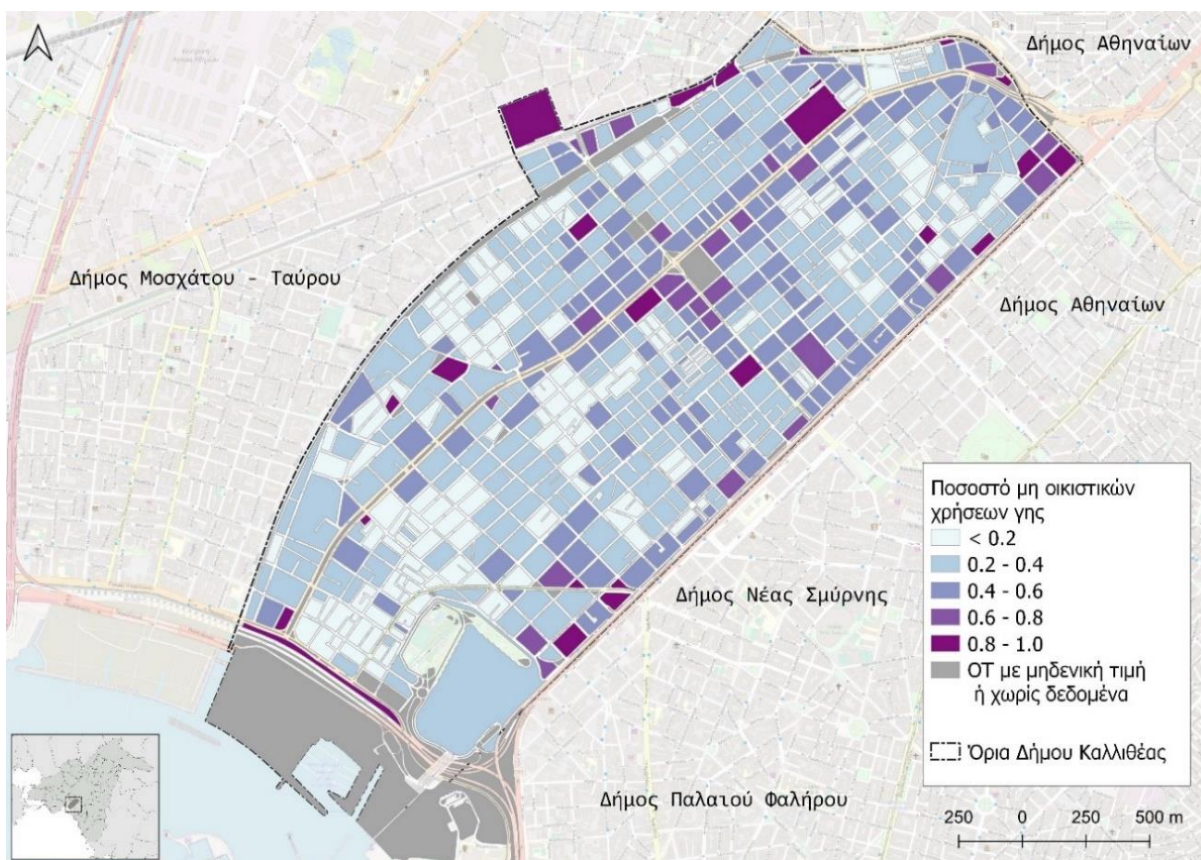 Δήμος Αθηναίων
Δήμος Μοσχάτου - Ταύρου
Δήμος Αθηναίων
Δήμος Νέας Σμύρνης
Δήμος Παλαιού Φαλήρου
Ποσοστό μη οικιστικών
χρήσεων γης
< 0.2
0.2 - 0.4
0.4 - 0.6
0.6 - 0.8
0.8 - 1.0
ΟΤ με μηδενική τιμή
ή χωρίς δεδομένα
Όρια Δήμου Καλλιθέας
250 0 250 500 m